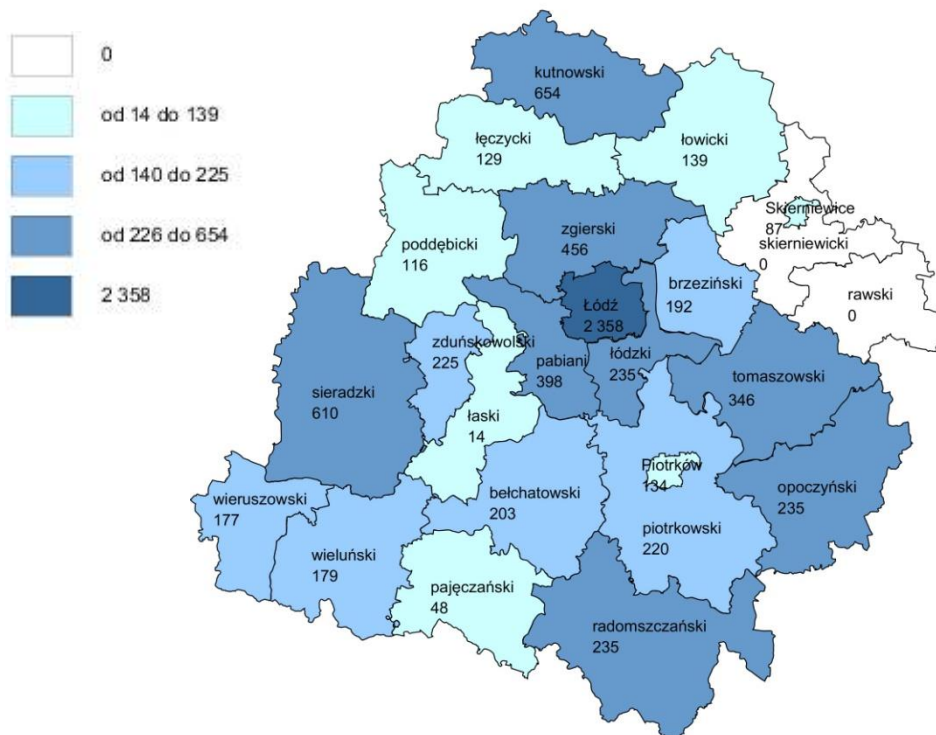 0
od 14 do 139
od 140 do 225
od 226 do 654
2 358
kutnowski
654
łęczycki
129
łowicki
139
Skierniewice
87
skierniewicki
0
rawski
0
zgierski
456
poddębicki
116
brzeziński
192
Łódź
2 358
zduńskowolski
225
pabiani
398
łódzki
235
tomaszowski
346
sieradzki
610
łaski
14
Piotrków
134
opoczyński
235
wieruszowski
177
bełchatowski
203
piotrkowski
220
wieluński
179
pajęczański
48
radomszczański
235